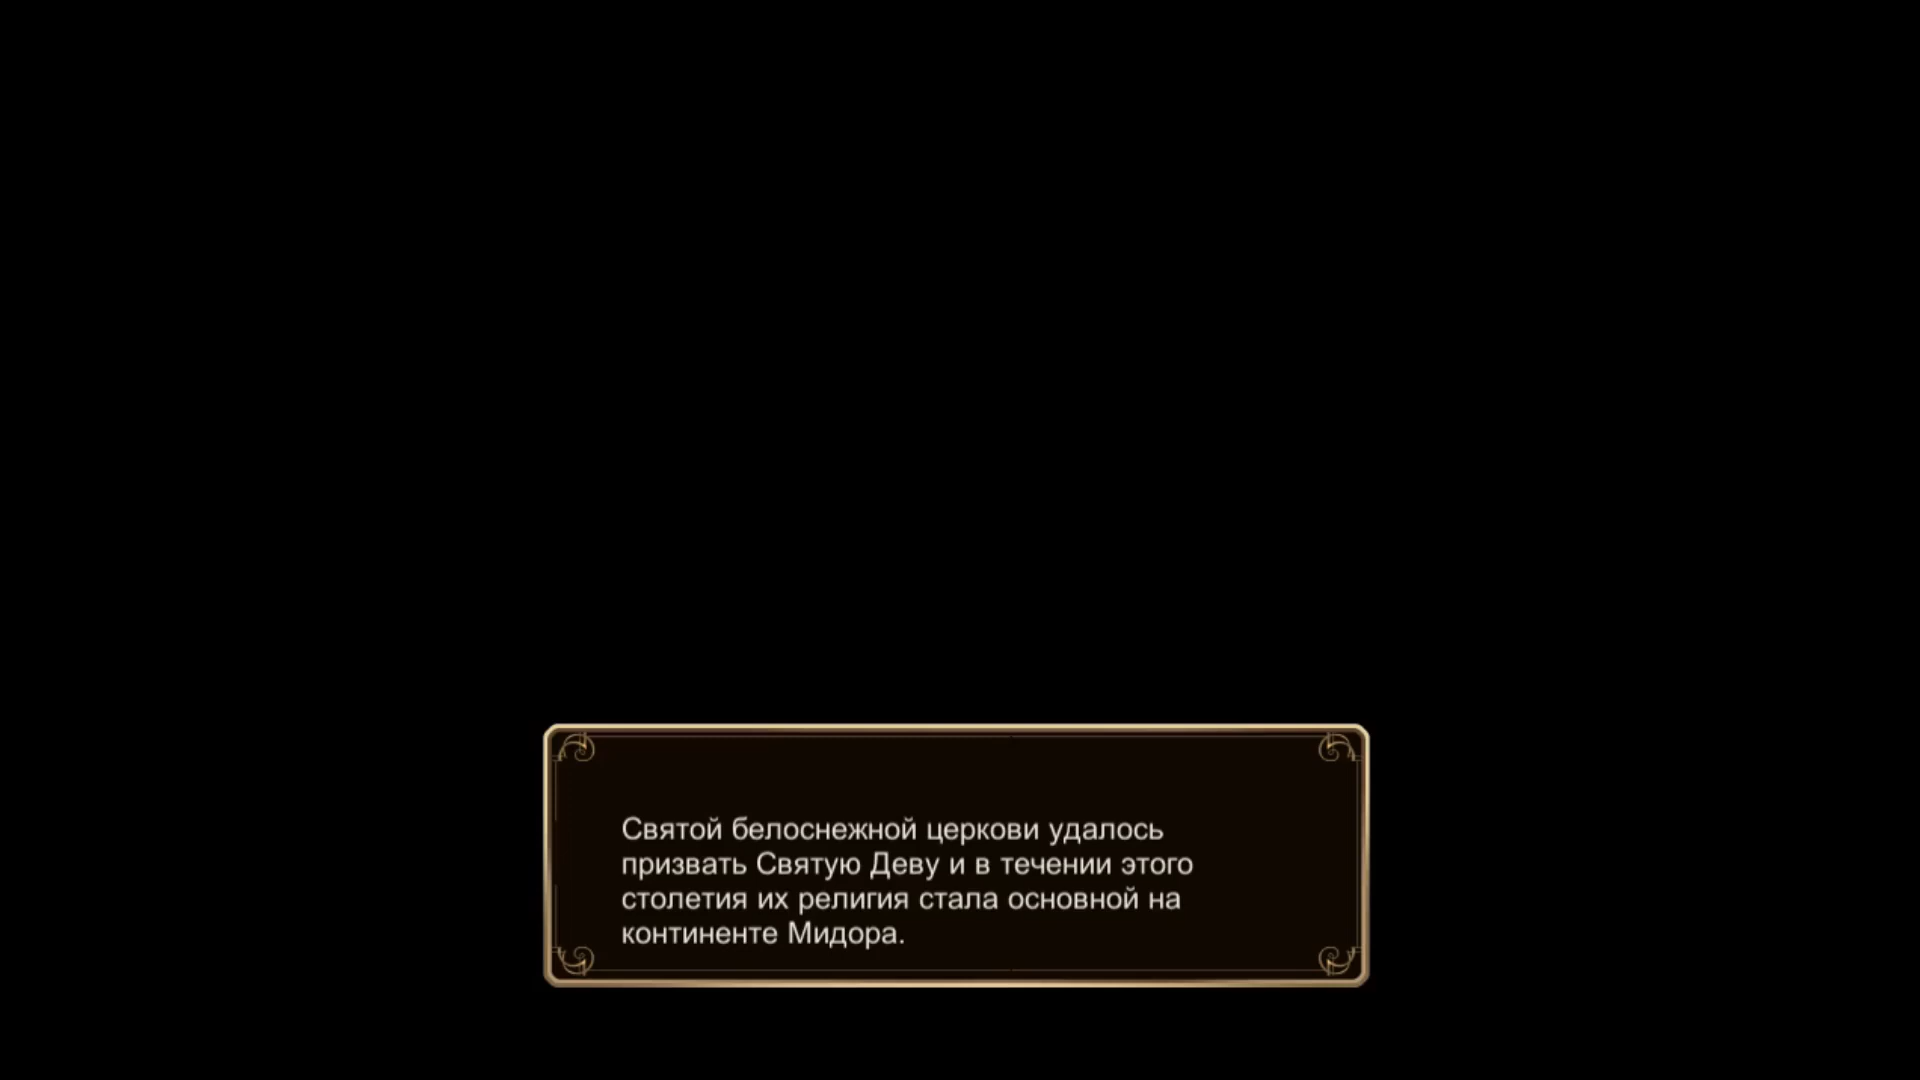 Святой белоснежной церкови удалось
призвать Святую Деву и в течении этого
столетия их религия стала основной на
континенте Мидора.